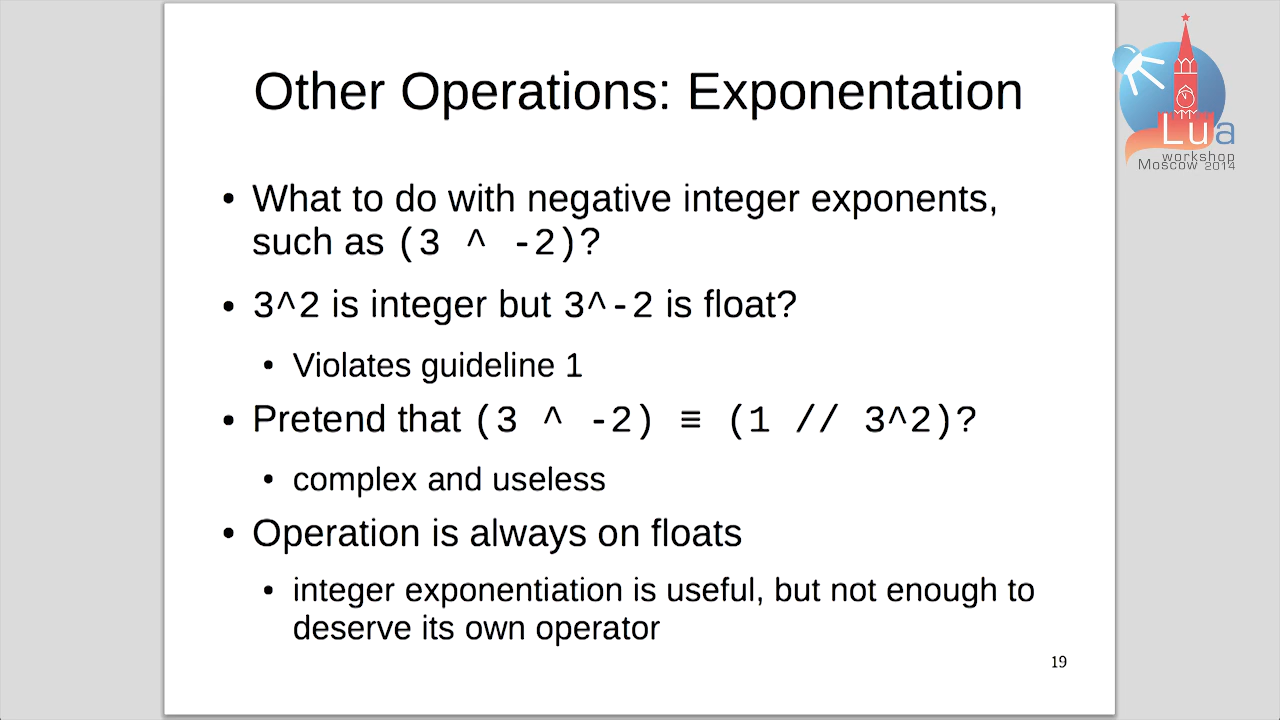 Other Operations: Exponentation
• What to do with negative integer exponents,
such as (3 ^ -2)?
• 3^2 is integer but 3^-2 is float?
• Violates guideline 1
• Pretend that (3 ^ -2) ≡ (1 // 3^2)?
• complex and useless
• Operation is always on floats
• integer exponentiation is useful, but not enough to
deserve its own operator
19
Lua
workshop
Moscow 2014